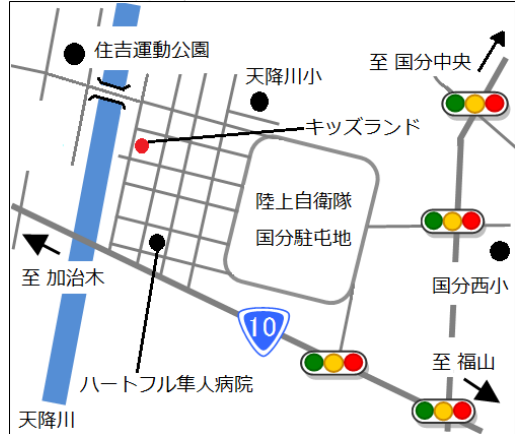 住吉運動公園
天降川小
至 国分中央
キッズランド
陸上自衛隊
国分駐屯地
至 加治木
国分西小
10
至 福山
ハートフル隼人病院
天降川